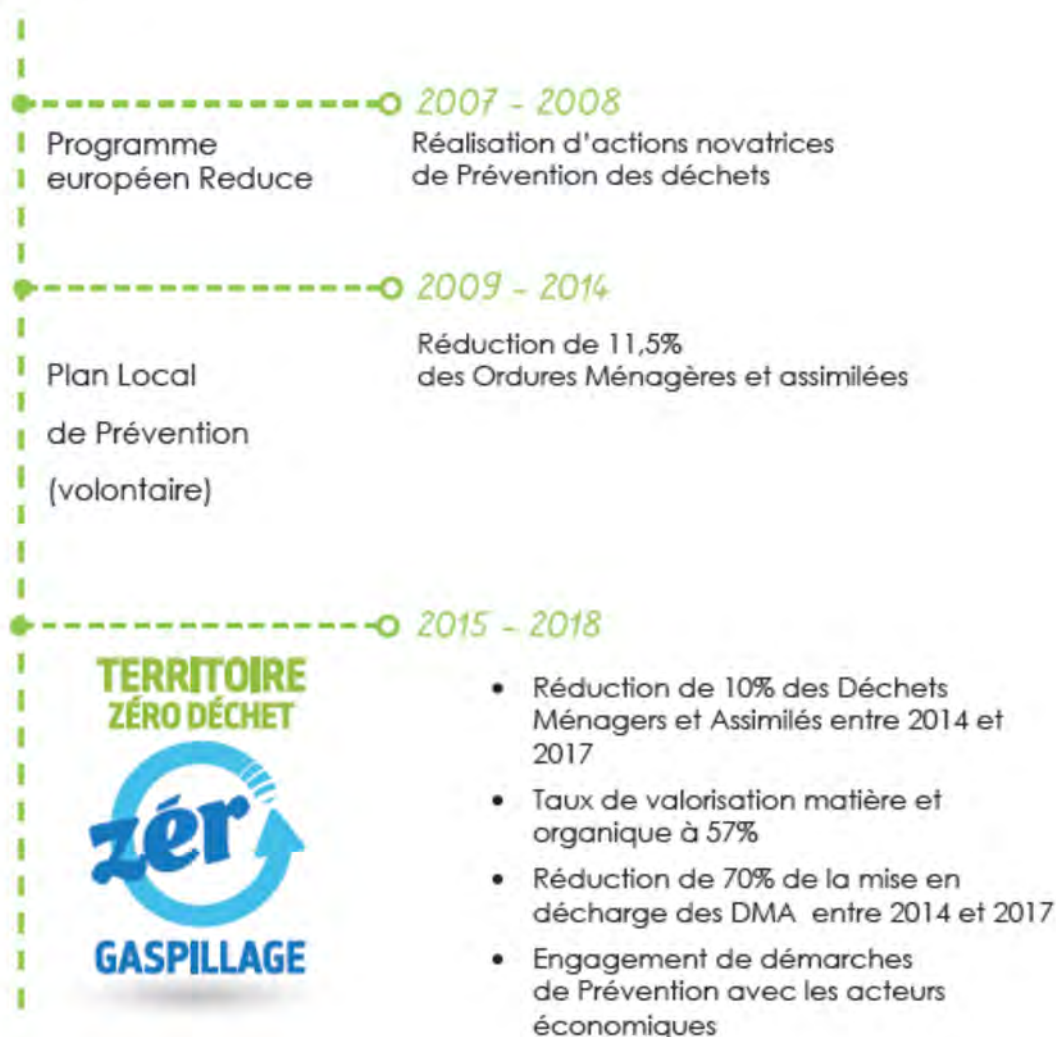 2007 - 2008
Programme
européen Reduce
Réalisation d'actions novatrices
de Prévention des déchets
2009 - 2014
Plan Local
de Prévention
(volontaire)
Réduction de 11,5%
des Ordures Ménagères et assimilées
2015 - 2018
TERRITOIRE
ZÉRO DÉCHET
zér
GASPILLAGE
• Réduction de 10% des Déchets
Ménagers et Assimilés entre 2014 et
2017
• Taux de valorisation matière et
organique à 57%
• Réduction de 70% de la mise en
décharge des DMA entre 2014 et 2017
• Engagement de démarches
de Prévention avec les acteurs
économiques